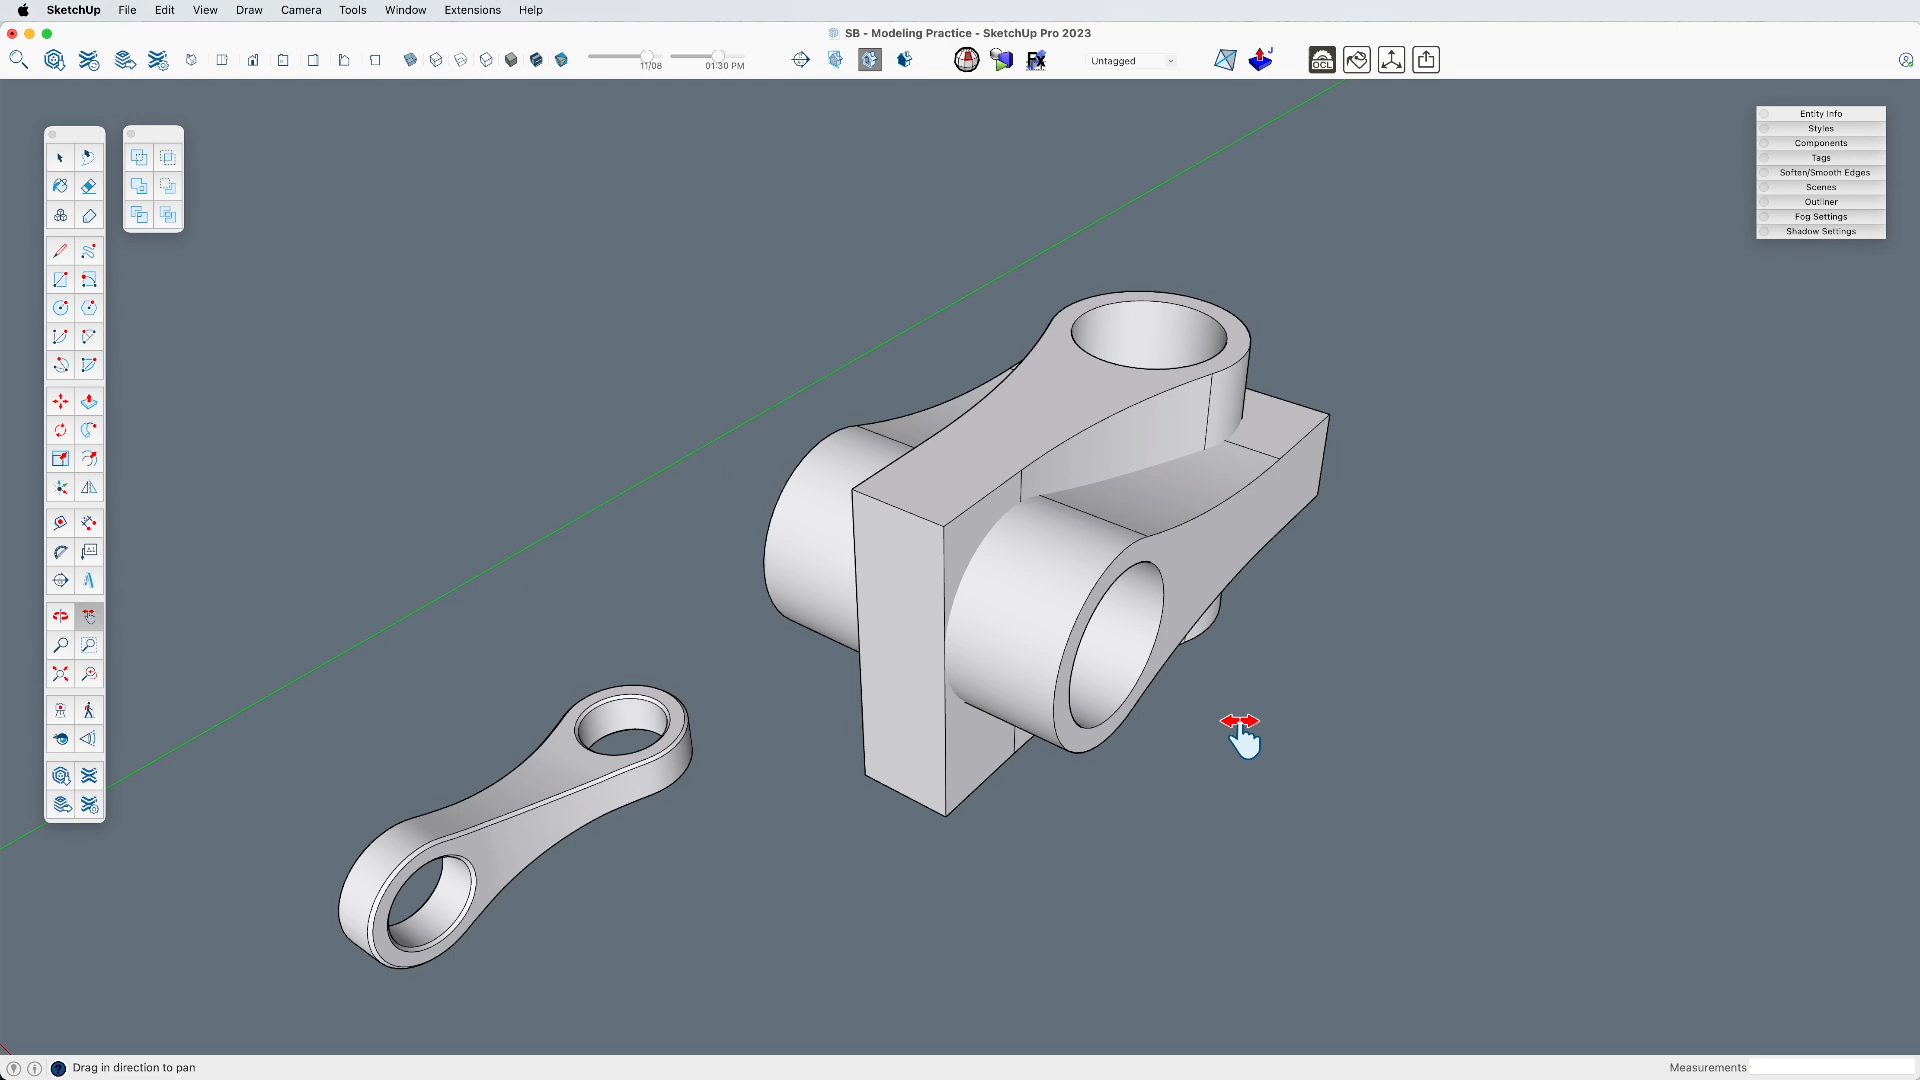 SketchUp File Edit View Draw Camera Tools Window Extensions Help
SB - Modeling Practice - SketchUp Pro 2023
11/08 01:30 PM Untagged OCL
Entity Info
Styles
Components
Tags
Soften/Smooth Edges
Scenes
Outliner
Fog Settings
Shadow Settings
Drag in direction to pan Measurements